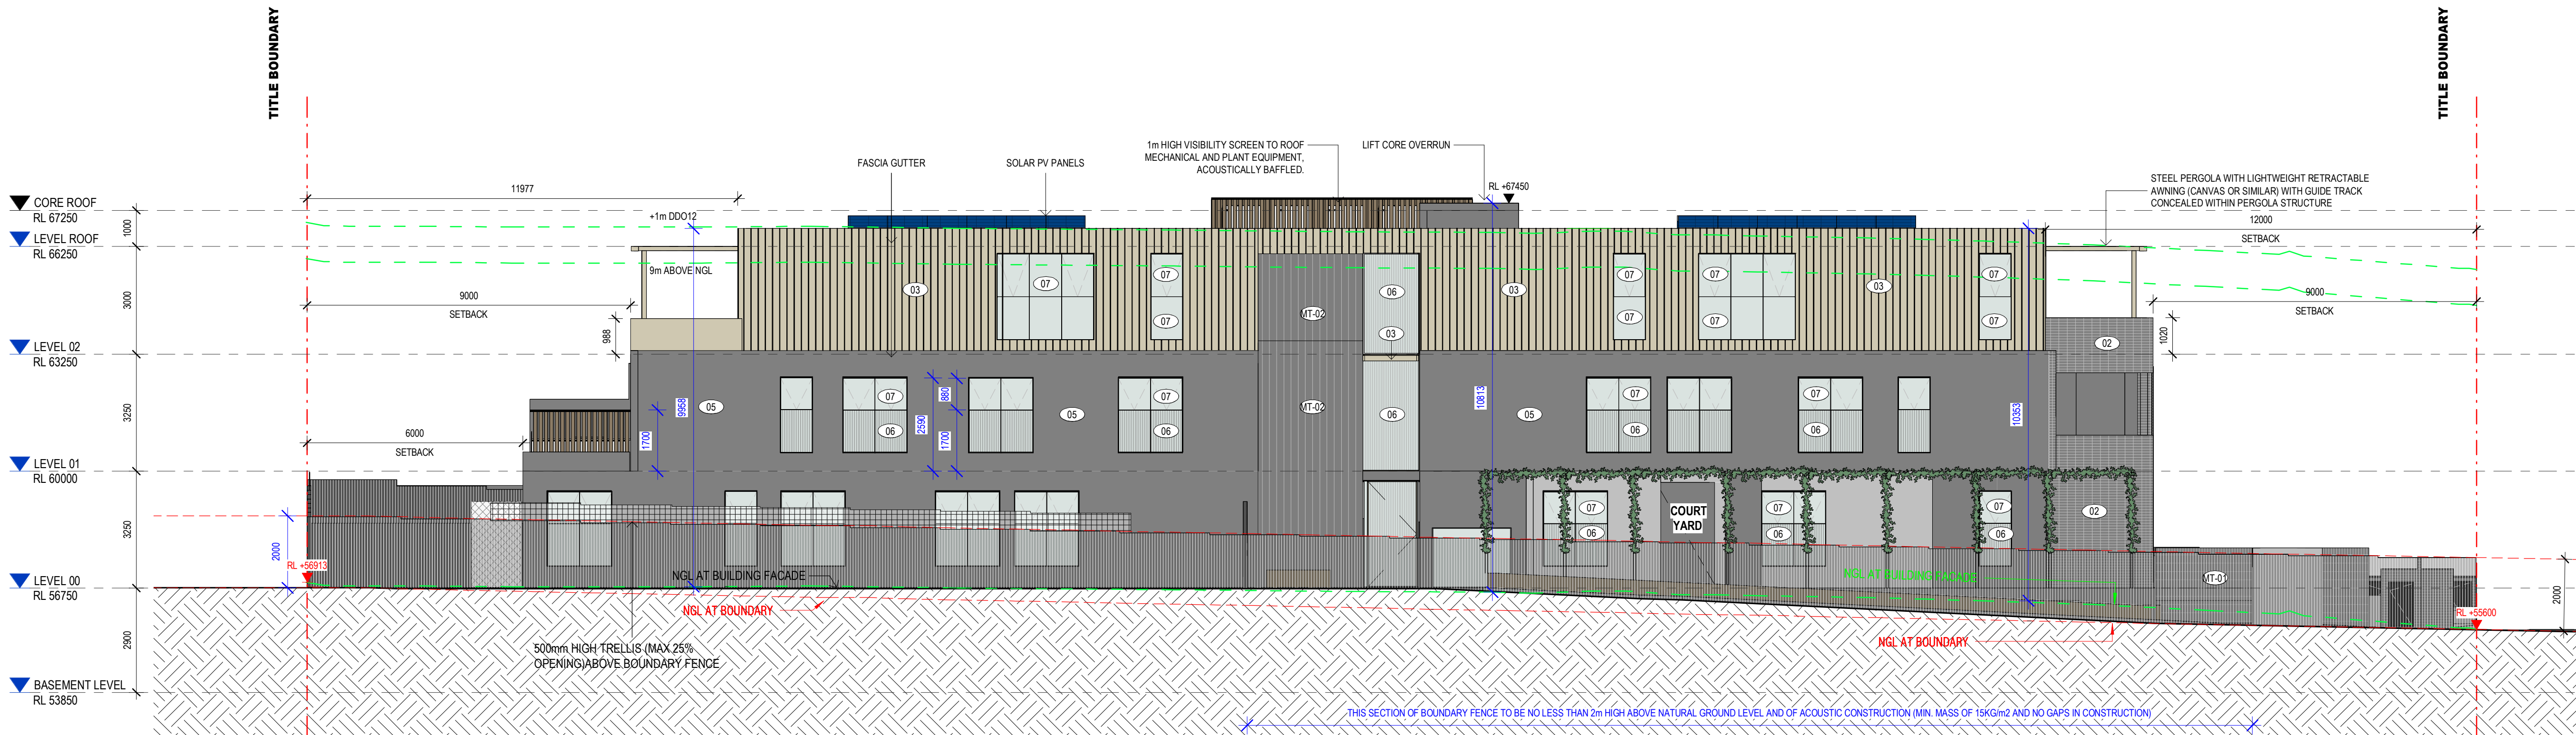 TITLE BOUNDARY
TITLE BOUNDARY
1m HIGH VISIBILITY SCREEN TO ROOF
MECHANICAL AND PLANT EQUIPMENT,
ACOUSTICALLY BAFFLED.
LIFT CORE OVERRUN
FASCIA GUTTER
SOLAR PV PANELS
STEEL PERGOLA WITH LIGHTWEIGHT RETRACTABLE
AWNING (CANVAS OR SIMILAR) WITH GUIDE TRACK
CONCEALED WITHIN PERGOLA STRUCTURE
11977
RL +67450
CORE ROOF
RL 67250
1000
+1m DDO12
12000
SETBACK
LEVEL ROOF
RL 66250
9m ABOVE NGL
3000
9000
SETBACK
9000
SETBACK
03
07
07
07
MT-02
06
03
03
07
07
07
07
03
07
07
988
1020
02
LEVEL 02
RL 63250
3250
05
9958
1700
07
06
2590
880
1700
05
07
06
MT-02
06
10813
05
07
06
07
06
10353
6000
SETBACK
LEVEL 01
RL 60000
3250
2000
RL +56913
COURT
YARD
07
06
07
06
07
06
02
LEVEL 00
RL 56750
NGL AT BUILDING FACADE
NGL AT BUILDING FACADE
MT-01
2000
RL +55600
NGL AT BOUNDARY
NGL AT BOUNDARY
2900
500mm HIGH TRELLIS (MAX 25%
OPENING)ABOVE BOUNDARY FENCE
BASEMENT LEVEL
RL 53850
THIS SECTION OF BOUNDARY FENCE TO BE NO LESS THAN 2m HIGH ABOVE NATURAL GROUND LEVEL AND OF ACOUSTIC CONSTRUCTION (MIN. MASS OF 15KG/m2 AND NO GAPS IN CONSTRUCTION)